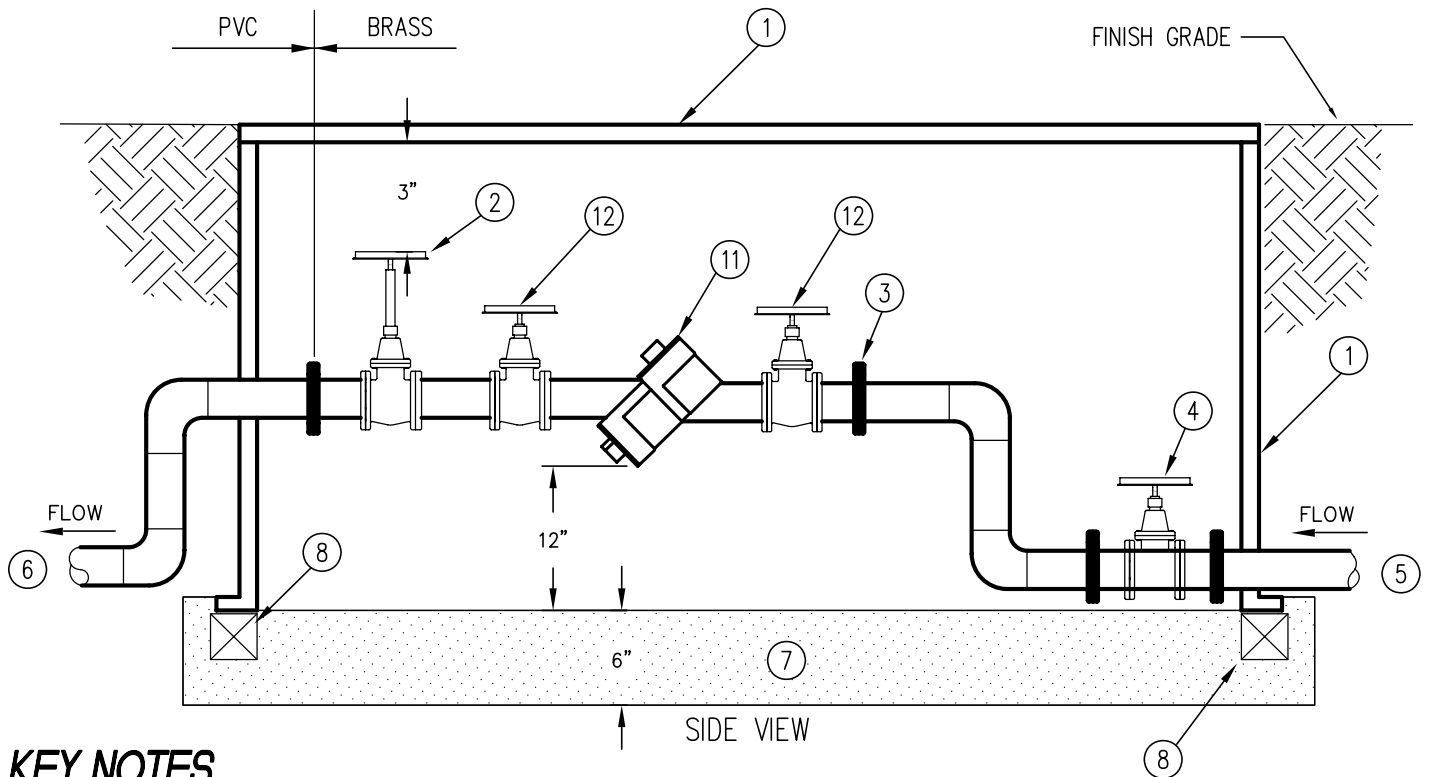 PVC BRASS
1
FINISH GRADE
3”
2
12
11
12
3
1
4
FLOW
12”
FLOW
6
8
5
6”
7
SIDE VIEW
8
KEY NOTES